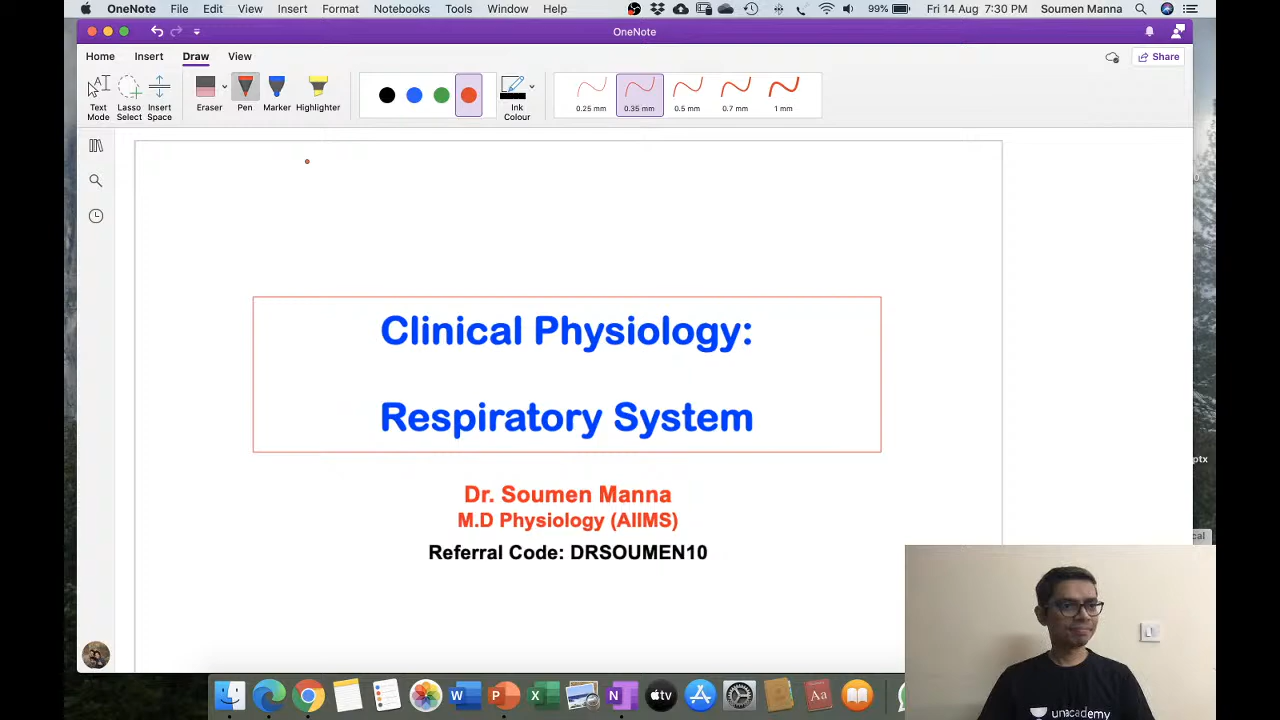 OneNote File Edit View Insert Format Notebooks Tools Window Help 99% Fri 14 Aug 7:30 PM Soumen Manna
OneNote
Home Insert Draw View Share
Text Mode
Lasso Select
Insert Space
Eraser
Pen
Marker
Highlighter
Ink Colour
0.25 mm
0.35 mm
0.5 mm
0.7 mm
1 mm
Clinical Physiology:
Respiratory System
Dr. Soumen Manna
M.D Physiology (AIIMS)
Referral Code: DRSOUMEN10
ptx
unacademy
tv
Aa